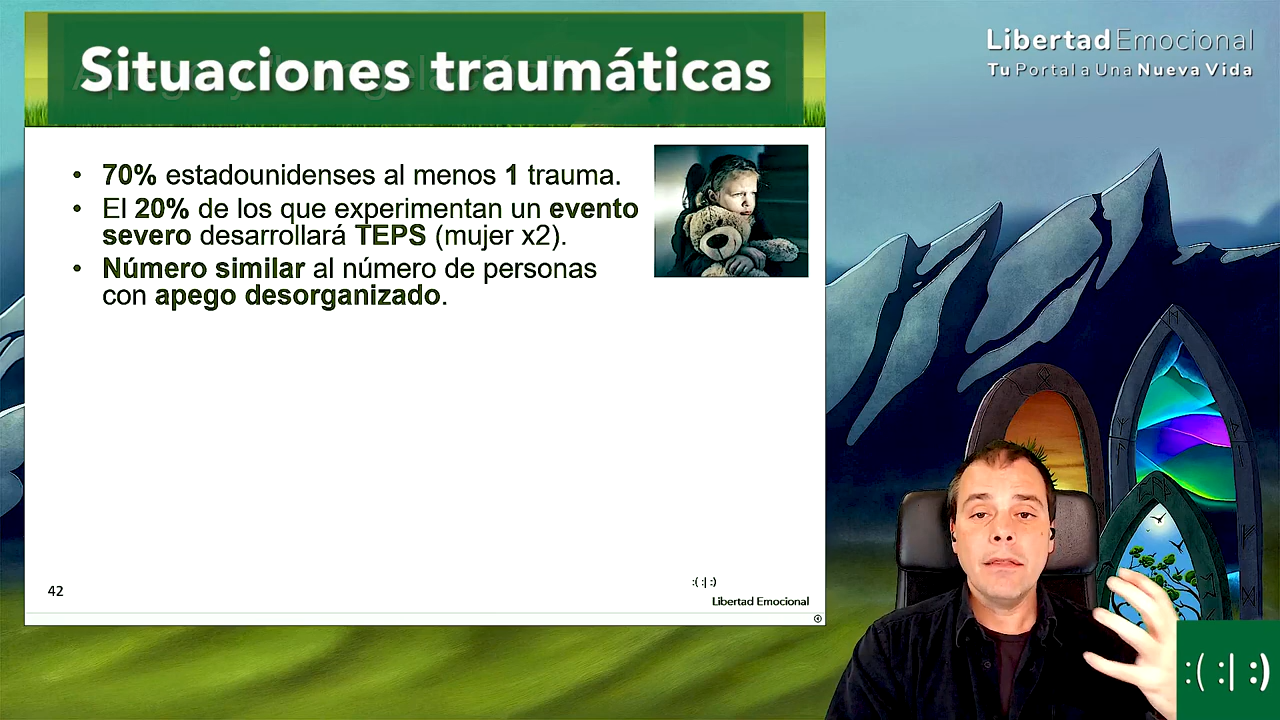 Situaciones traumáticas
LibertadEmocional
Tu Portal a Una Nueva Vida
• 70% estadounidenses al menos 1 trauma.
• El 20% de los que experimentan un evento
severo desarrollará TEPS (mujer x2).
• Número similar al número de personas
con apego desorganizado.
42
:( :| :)
Libertad Emocional
:( :| :)